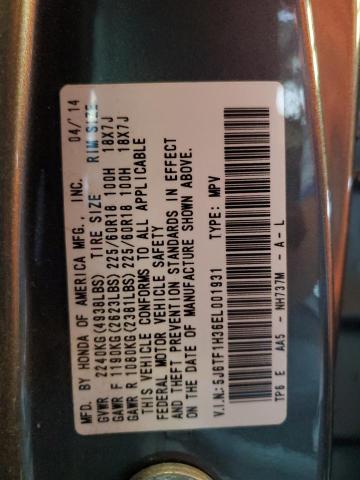 MFD. BY HONDA OF AMERICA MFG., INC. 04/'14
GVWR 2240KG(4938LBS) TIRE SIZE RIM SIZE
GAWR F 1190KG(2623LBS) 225/60R18 100H 18X7J
GAWR R 1080KG(2381LBS) 225/60R18 100H 18X7J
THIS VEHICLE CONFORMS TO ALL APPLICABLE
FEDERAL MOTOR VEHICLE SAFETY
AND THEFT PREVENTION STANDARDS IN EFFECT
ON THE DATE OF MANUFACTURE SHOWN ABOVE.
V.I.N.: 5J6TF1H36EL001931 TYPE: MPV
TP6 E AA5 - NH737M - A - L